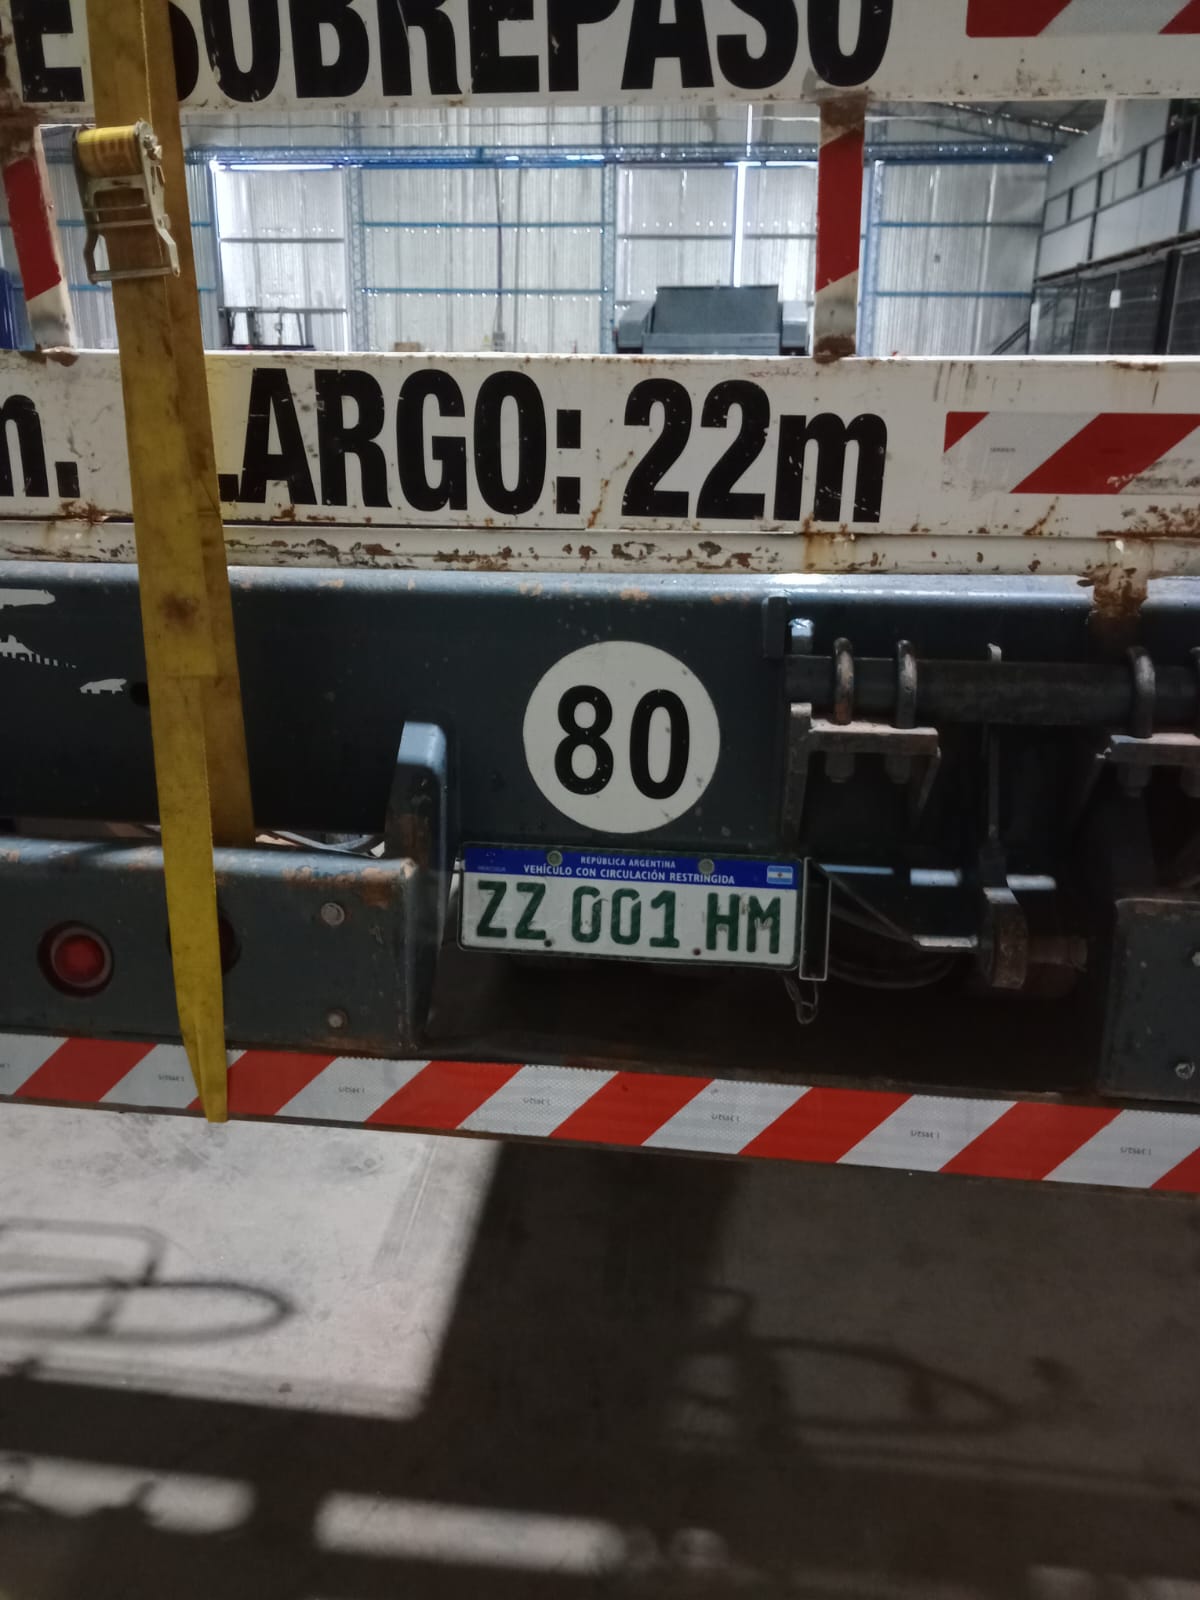 E SOBREPASO
m. LARGO: 22m
80
REPÚBLICA ARGENTINA
VEHÍCULO CON CIRCULACIÓN RESTRINGIDA
ZZ 001 HM